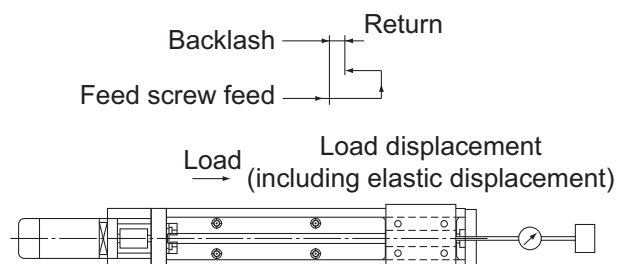 Backlash
Return
Feed screw feed
Load
Load displacement
(including elastic displacement)